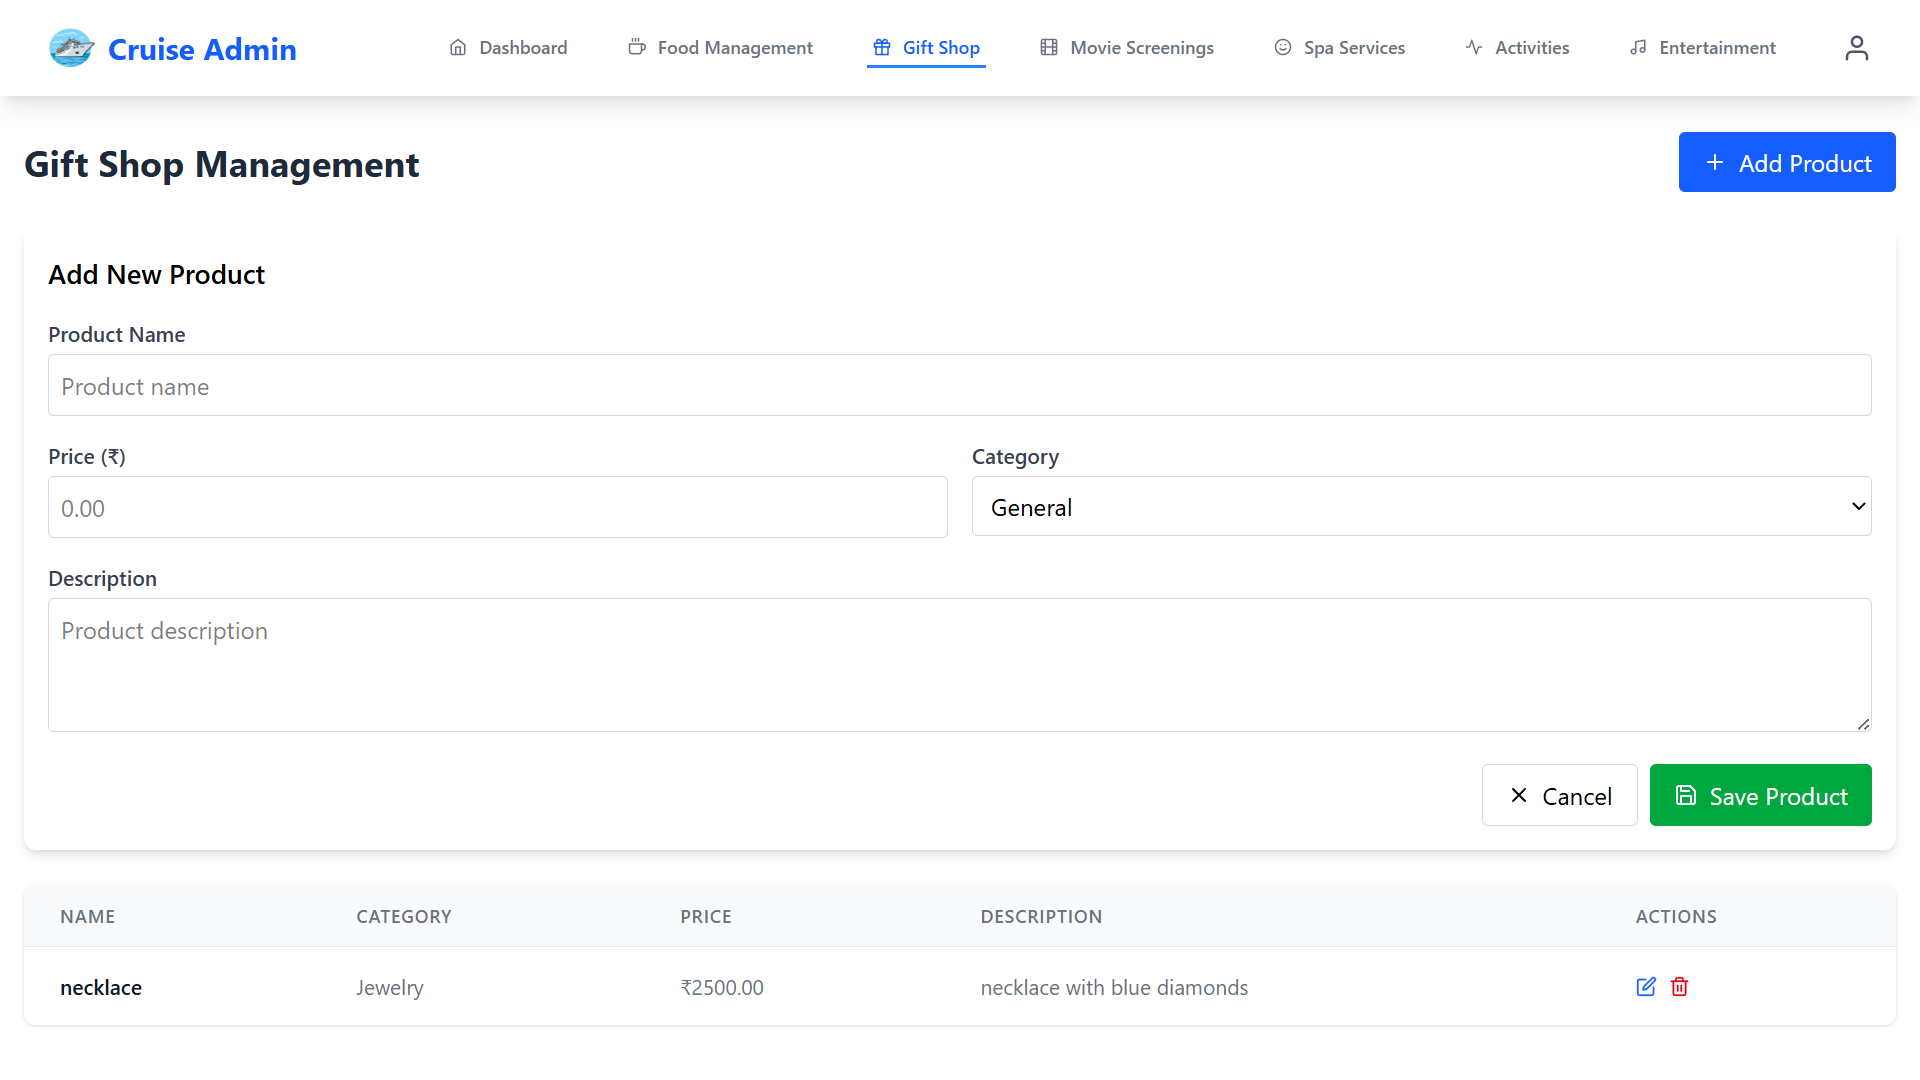 Cruise Admin
Dashboard
Food Management
Gift Shop
Movie Screenings
Spa Services
Activities
Entertainment
Gift Shop Management
Add Product
Add New Product
Product Name
Product name
Price (₹)
Category
0.00
General
Description
Product description
Cancel
Save Product
NAME CATEGORY PRICE DESCRIPTION ACTIONS
necklace Jewelry ₹2500.00 necklace with blue diamonds